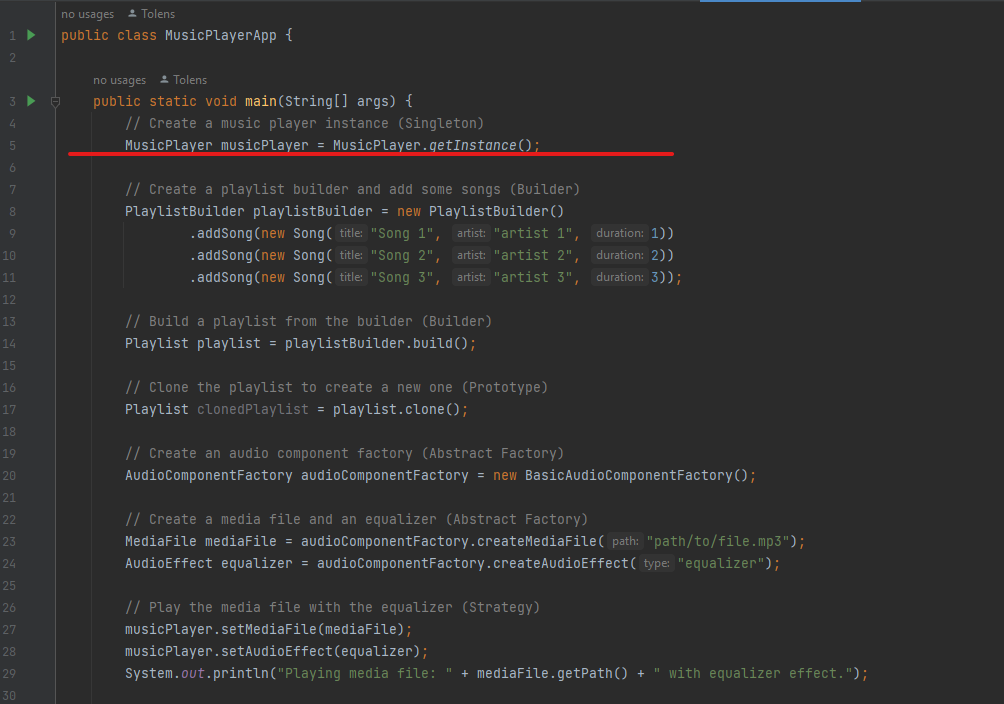 no usages Tolens
1 public class MusicPlayerApp {
2
no usages Tolens
3 public static void main(String[] args) {
4 // Create a music player instance (Singleton)
5 MusicPlayer musicPlayer = MusicPlayer.getInstance();
6
7 // Create a playlist builder and add some songs (Builder)
8 PlaylistBuilder playlistBuilder = new PlaylistBuilder()
9 .addSong(new Song( title: "Song 1", artist: "artist 1", duration: 1))
10 .addSong(new Song( title: "Song 2", artist: "artist 2", duration: 2))
11 .addSong(new Song( title: "Song 3", artist: "artist 3", duration: 3));
12
13 // Build a playlist from the builder (Builder)
14 Playlist playlist = playlistBuilder.build();
15
16 // Clone the playlist to create a new one (Prototype)
17 Playlist clonedPlaylist = playlist.clone();
18
19 // Create an audio component factory (Abstract Factory)
20 AudioComponentFactory audioComponentFactory = new BasicAudioComponentFactory();
21
22 // Create a media file and an equalizer (Abstract Factory)
23 MediaFile mediaFile = audioComponentFactory.createMediaFile( path: "path/to/file.mp3");
24 AudioEffect equalizer = audioComponentFactory.createAudioEffect( type: "equalizer");
25
26 // Play the media file with the equalizer (Strategy)
27 musicPlayer.setMediaFile(mediaFile);
28 musicPlayer.setAudioEffect(equalizer);
29 System.out.println("Playing media file: " + mediaFile.getPath() + " with equalizer effect.");
30